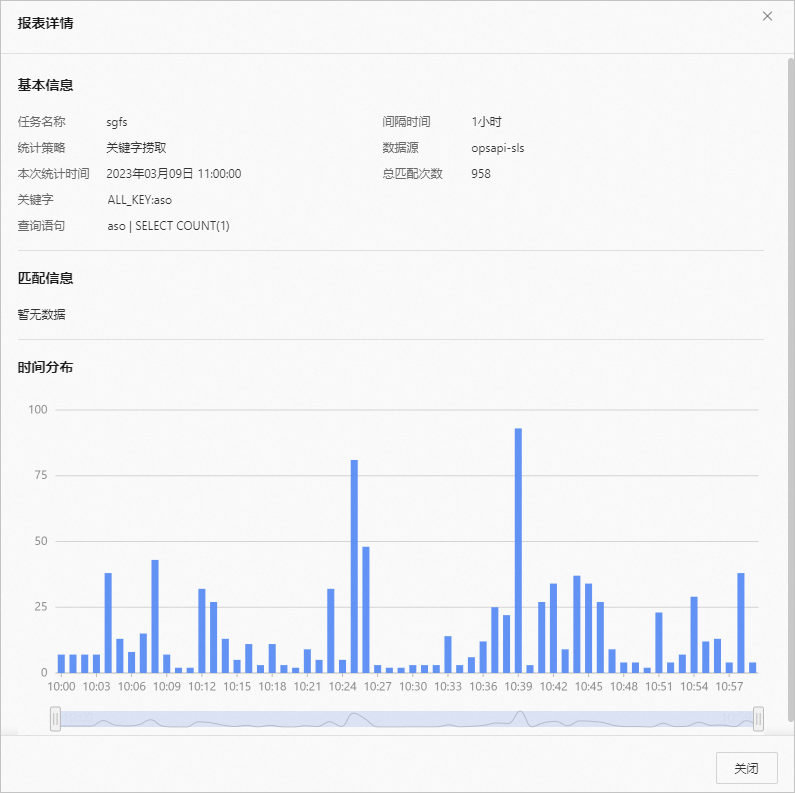 报表详情
基本信息
任务名称 sgfs 间隔时间 1小时
统计策略 关键字捞取 数据源 opsapi-sls
本次统计时间 2023年03月09日 11:00:00 总匹配次数 958
关键字 ALL_KEY:aso
查询语句 aso | SELECT COUNT(1)
匹配信息
暂无数据
时间分布
100
75
50
25
0
10:00 10:03 10:06 10:09 10:12 10:15 10:18 10:21 10:24 10:27 10:30 10:33 10:36 10:39 10:42 10:45 10:48 10:51 10:54 10:57
关闭